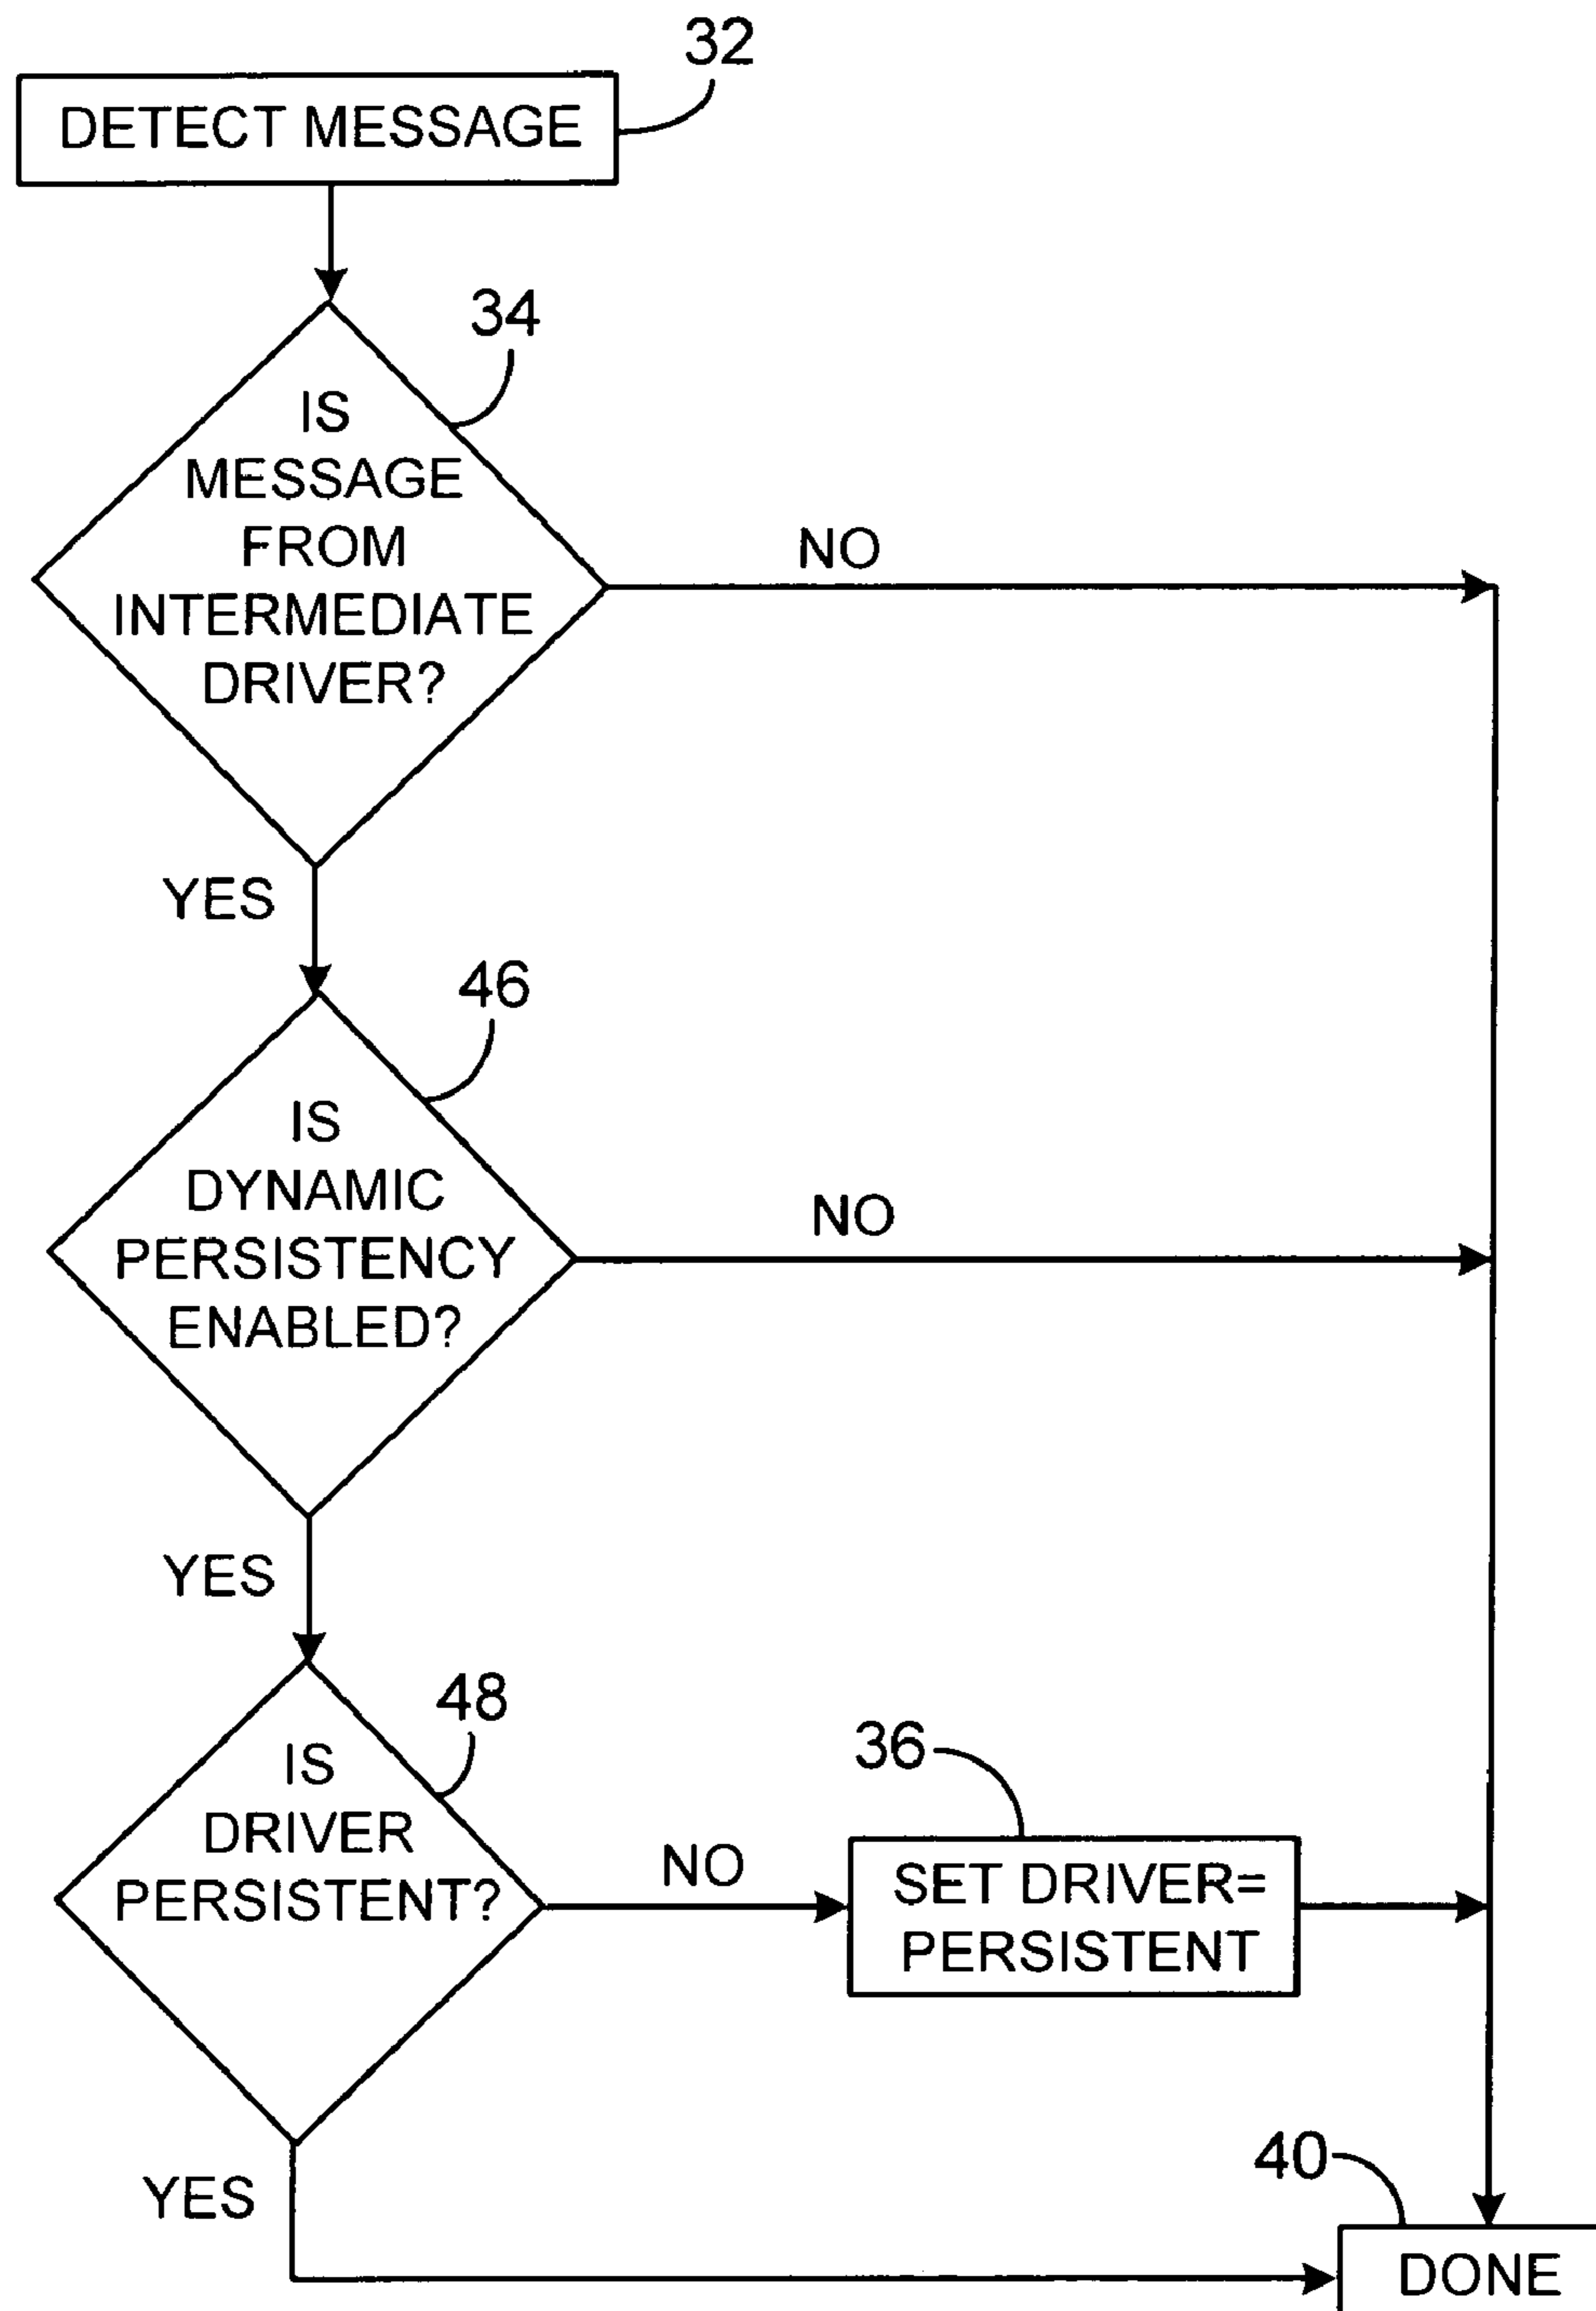 32
DETECT MESSAGE
34
IS
MESSAGE
FROM
INTERMEDIATE
DRIVER?
NO
YES
46
IS
DYNAMIC
PERSISTENCY
ENABLED?
NO
YES
48
IS
DRIVER
PERSISTENT?
NO
36
SET DRIVER=
PERSISTENT
YES
40
DONE